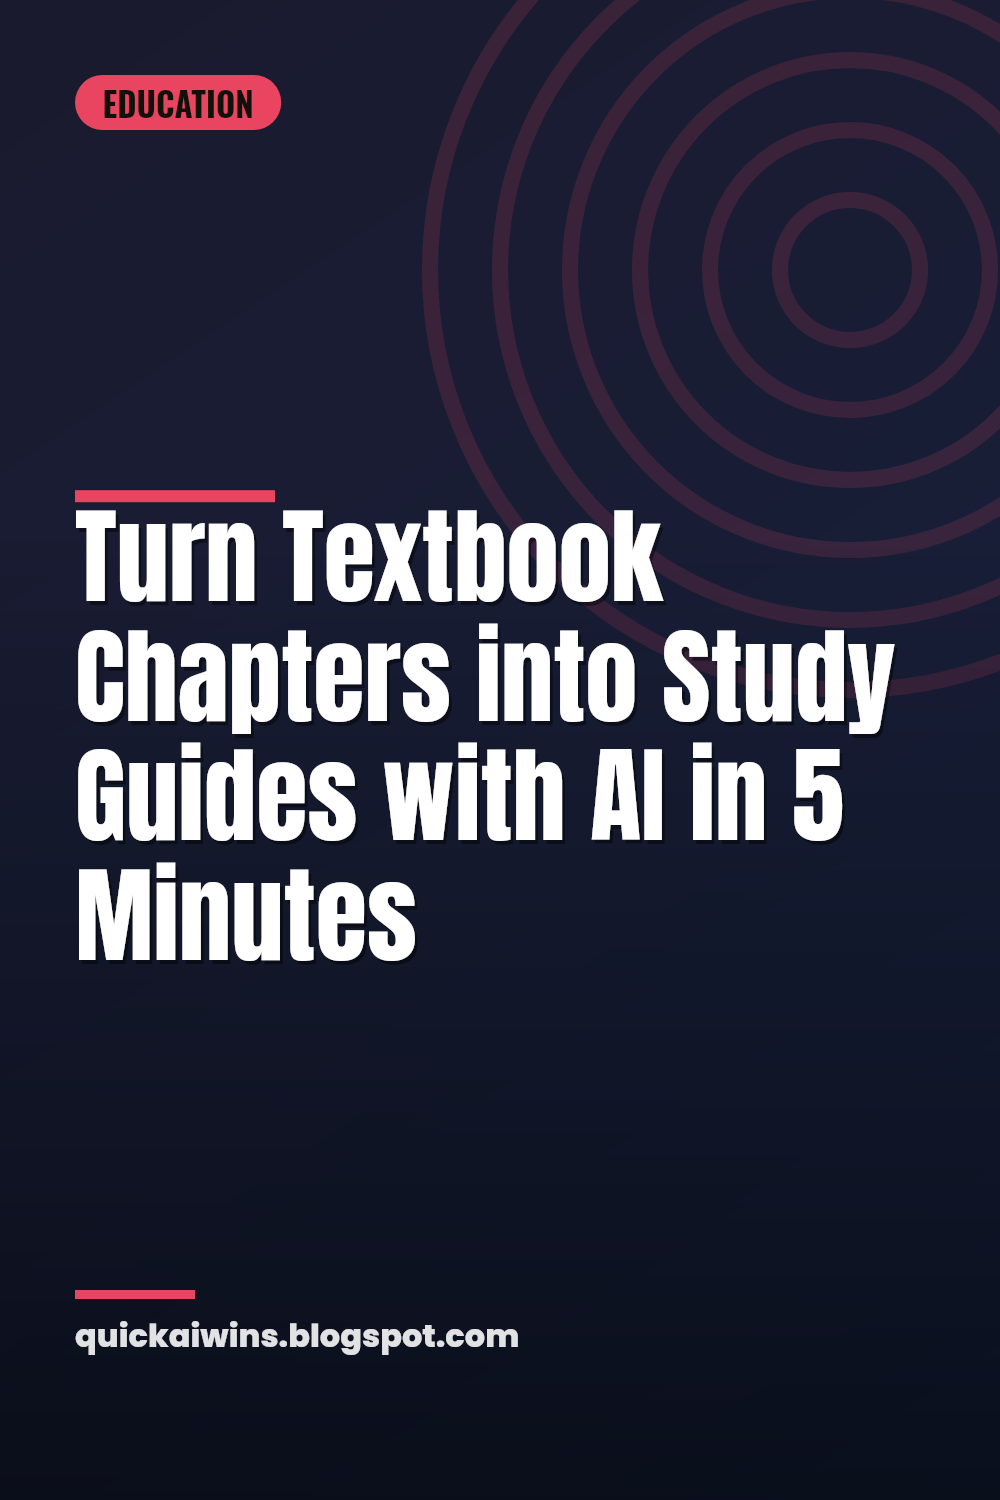 EDUCATION
Turn Textbook
Chapters into Study
Guides with AI in 5
Minutes
quickaiwins.blogspot.com